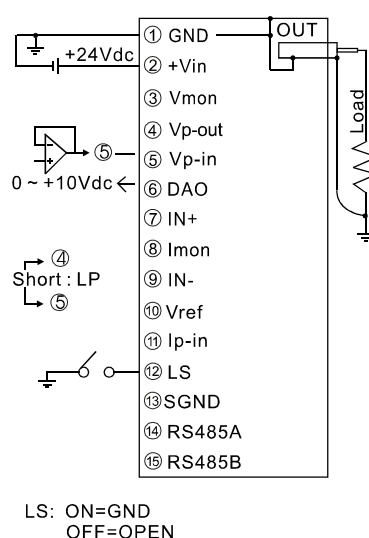 ① GND
OUT
+24Vdc
② +Vin
③ Vmon
Load
④ Vp-out
⑤
⑤ Vp-in
0 ~ +10Vdc
⑥ DAO
⑦ IN+
⑧ Imon
④
Short : LP
⑤
⑨ IN-
⑩ Vref
⑪ Ip-in
⑫ LS
⑬ SGND
⑭ RS485A
⑮ RS485B
LS: ON=GND
OFF=OPEN